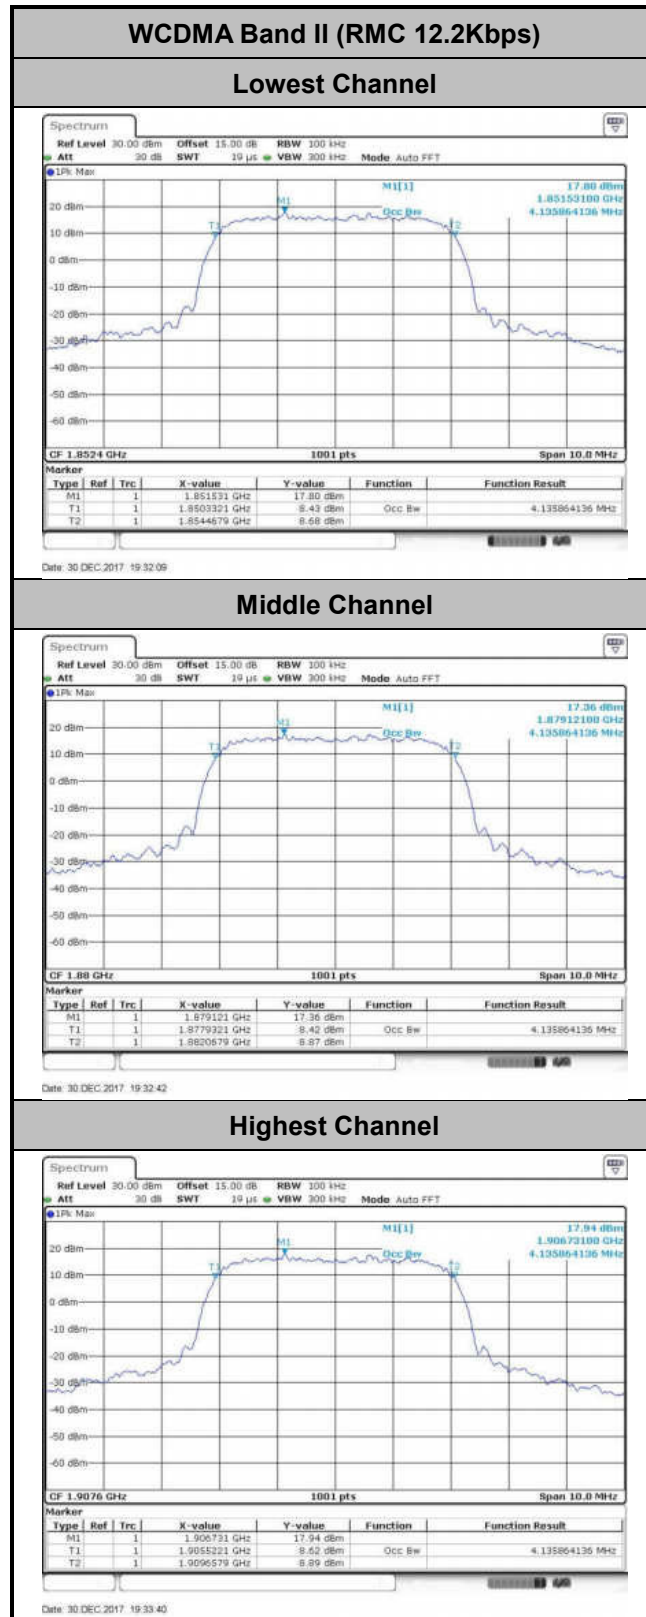 WCDMA Band II (RMC 12.2Kbps)
Lowest Channel
Spectrum
Ref Level 30.00 dBm Offset 15.00 dB RBW 100 kHz
Att 30 dB SWT 19 µs VBW 300 kHz Mode Auto FFT
1Pk Max
M1[1] 17.80 dBm
1.85153100 GHz
Occ Bw 4.135864136 MHz
M1
T1
T2
20 dBm
10 dBm
0 dBm
-10 dBm
-20 dBm
-30 dBm
-40 dBm
-50 dBm
-60 dBm
CF 1.8524 GHz 1001 pts Span 10.0 MHz
Marker
Type Ref Trc X-value Y-value Function Function Result
M1 1 1.851531 GHz 17.80 dBm
T1 1 1.8503321 GHz 8.43 dBm Occ Bw 4.135864136 MHz
T2 1 1.8544679 GHz 8.68 dBm
Date: 30.DEC.2017 19:32:09
Middle Channel
Spectrum
Ref Level 30.00 dBm Offset 15.00 dB RBW 100 kHz
Att 30 dB SWT 19 µs VBW 300 kHz Mode Auto FFT
1Pk Max
M1[1] 17.36 dBm
1.87912100 GHz
Occ Bw 4.135864136 MHz
M1
T1
T2
20 dBm
10 dBm
0 dBm
-10 dBm
-20 dBm
-30 dBm
-40 dBm
-50 dBm
-60 dBm
CF 1.88 GHz 1001 pts Span 10.0 MHz
Marker
Type Ref Trc X-value Y-value Function Function Result
M1 1 1.879121 GHz 17.36 dBm
T1 1 1.8779321 GHz 8.42 dBm Occ Bw 4.135864136 MHz
T2 1 1.8820679 GHz 8.87 dBm
Date: 30.DEC.2017 19:32:42
Highest Channel
Spectrum
Ref Level 30.00 dBm Offset 15.00 dB RBW 100 kHz
Att 30 dB SWT 19 µs VBW 300 kHz Mode Auto FFT
1Pk Max
M1[1] 17.94 dBm
1.90673100 GHz
Occ Bw 4.135864136 MHz
M1
T1
T2
20 dBm
10 dBm
0 dBm
-10 dBm
-20 dBm
-30 dBm
-40 dBm
-50 dBm
-60 dBm
CF 1.9076 GHz 1001 pts Span 10.0 MHz
Marker
Type Ref Trc X-value Y-value Function Function Result
M1 1 1.906731 GHz 17.94 dBm
T1 1 1.9055221 GHz 8.62 dBm Occ Bw 4.135864136 MHz
T2 1 1.9096579 GHz 8.89 dBm
Date: 30.DEC.2017 19:33:40